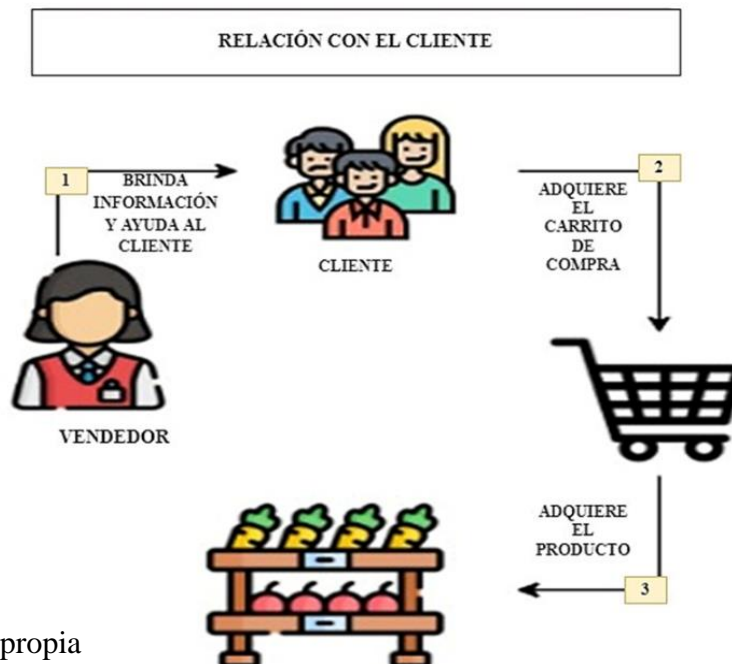 RELACIÓN CON EL CLIENTE
1
BRINDA
INFORMACIÓN
Y AYUDA AL
CLIENTE
CLIENTE
2
ADQUIERE
EL
CARRITO
DE
COMPRA
VENDEDOR
ADQUIERE
EL
PRODUCTO
3
propia